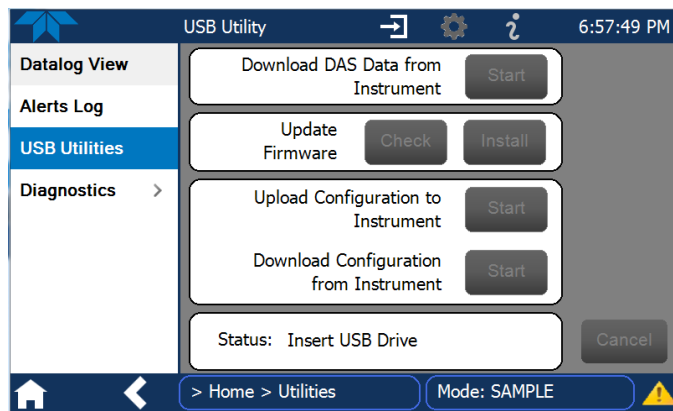 USB Utility
6:57:49 PM
Datalog View
Alerts Log
USB Utilities
Diagnostics >
Download DAS Data from
Instrument
Start
Update
Firmware
Check
Install
Upload Configuration to
Instrument
Start
Download Configuration
from Instrument
Start
Status: Insert USB Drive
Cancel
> Home > Utilities
Mode: SAMPLE